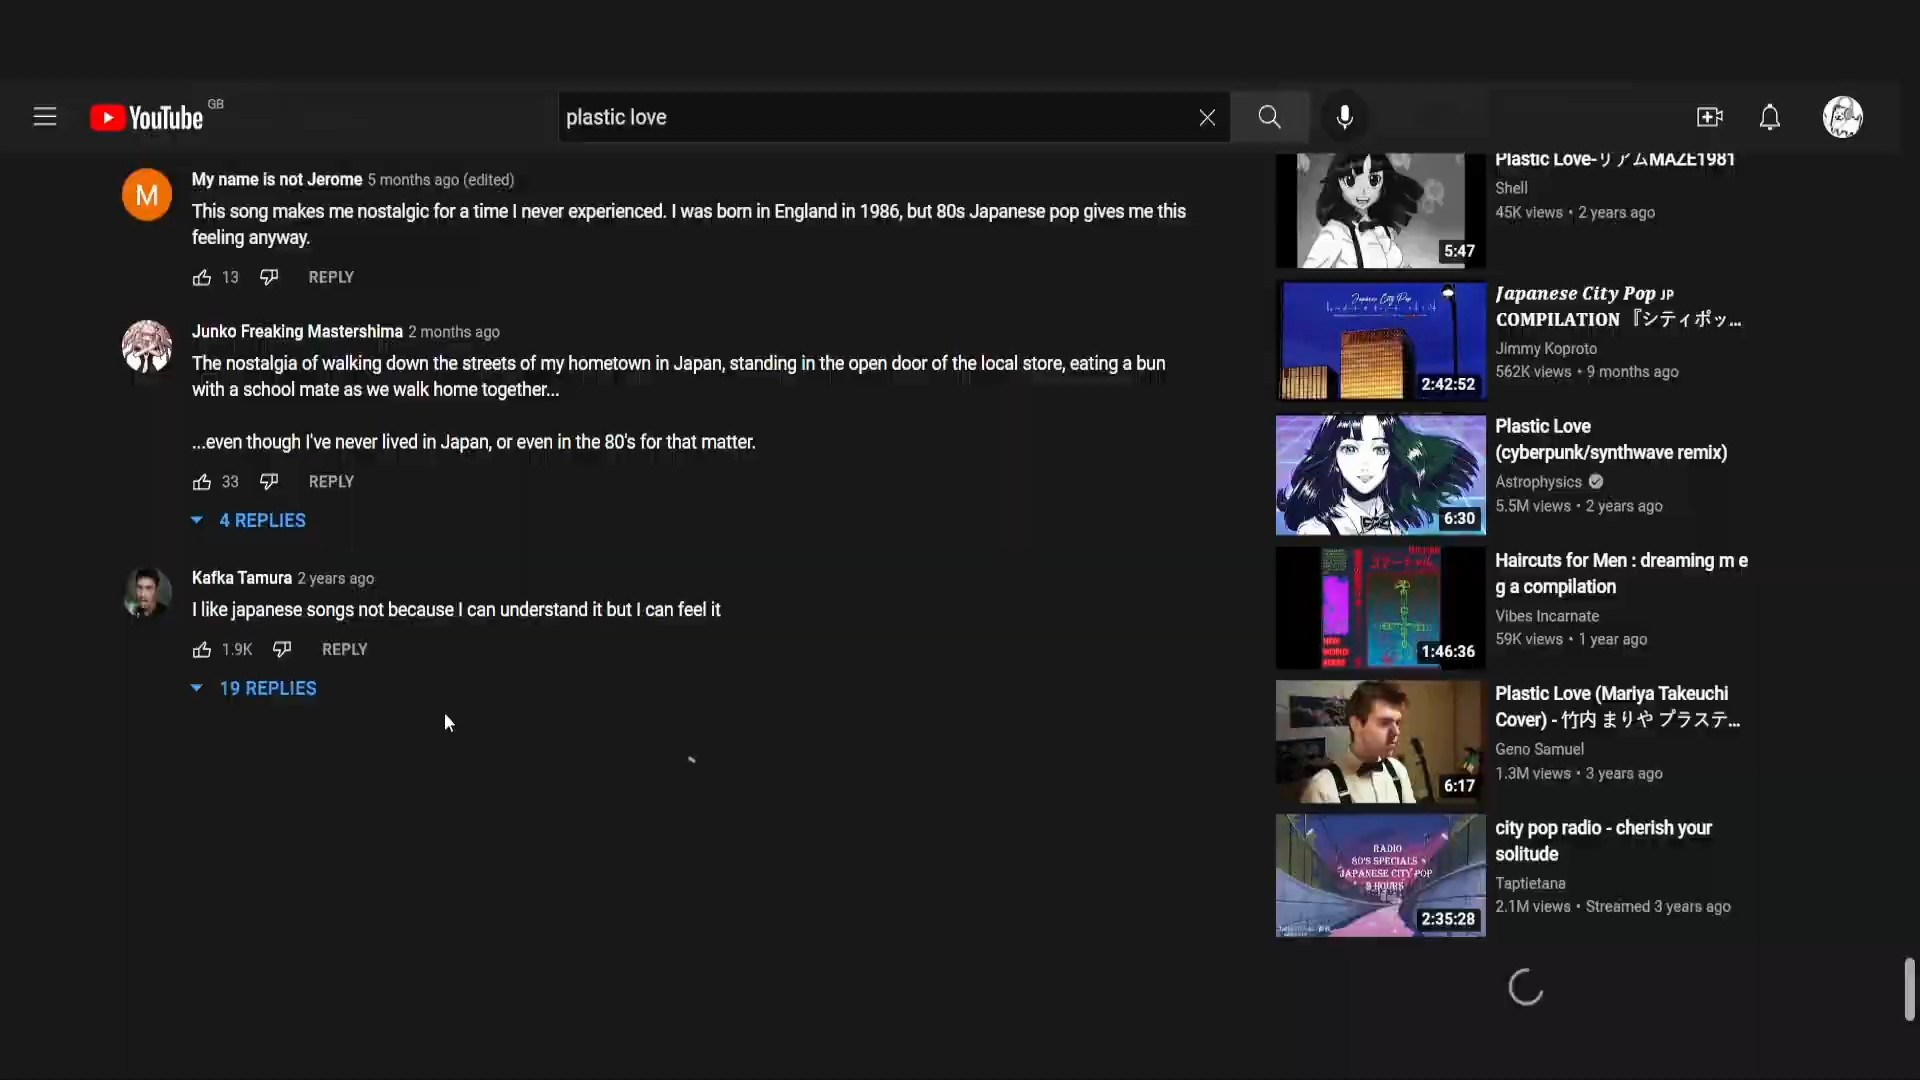 YouTube GB
plastic love
M
My name is not Jerome 5 months ago (edited)
This song makes me nostalgic for a time I never experienced. I was born in England in 1986, but 80s Japanese pop gives me this
feeling anyway.
13 REPLY
Junko Freaking Mastershima 2 months ago
The nostalgia of walking down the streets of my hometown in Japan, standing in the open door of the local store, eating a bun
with a school mate as we walk home together...
...even though I've never lived in Japan, or even in the 80's for that matter.
33 REPLY
4 REPLIES
Kafka Tamura 2 years ago
I like japanese songs not because I can understand it but I can feel it
1.9K REPLY
19 REPLIES
Plastic Love-リアムMAZE1981
Shell
45K views • 2 years ago
5:47
Japanese City Pop JP
COMPILATION 『シティポッ...
Jimmy Koproto
562K views • 9 months ago
Japanese City Pop
2:42:52
Plastic Love
(cyberpunk/synthwave remix)
Astrophysics
5.5M views • 2 years ago
6:30
Haircuts for Men : dreaming m e
g a compilation
Vibes Incarnate
59K views • 1 year ago
1:46:36
Plastic Love (Mariya Takeuchi
Cover) - 竹内 まりや プラステ...
Geno Samuel
1.3M views • 3 years ago
6:17
city pop radio - cherish your
solitude
Taptietana
2.1M views • Streamed 3 years ago
RADIO
80'S SPECIALS
JAPANESE CITY POP
2:35:28